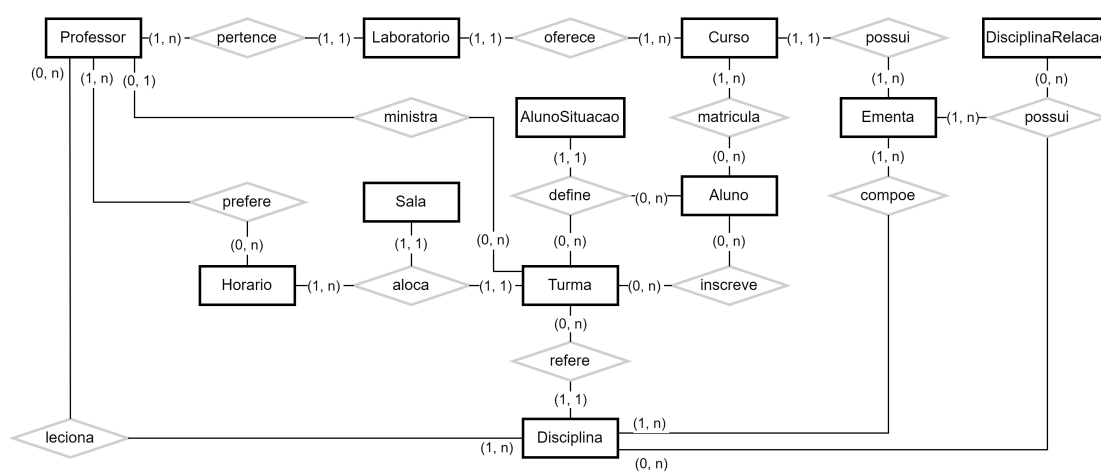 Professor (1, n) pertence (1, 1) Laboratorio (1, 1) oferece (1, n) Curso (1, 1) possui DisciplinaRelacao
(0, n) (1, n) (0, 1) (1, n) (1, n) (0, n)
ministra AlunoSituacao matricula Ementa (1, n) possui
(1, 1) (0, n) (1, n)
prefere Sala define (0, n) Aluno compoe
(0, n) (1, 1) (0, n) (0, n) (0, n)
Horario (1, n) aloca (1, 1) Turma (0, n) inscreve
(0, n)
refere
(1, 1)
leciona (1, n) Disciplina (1, n)
(0, n)